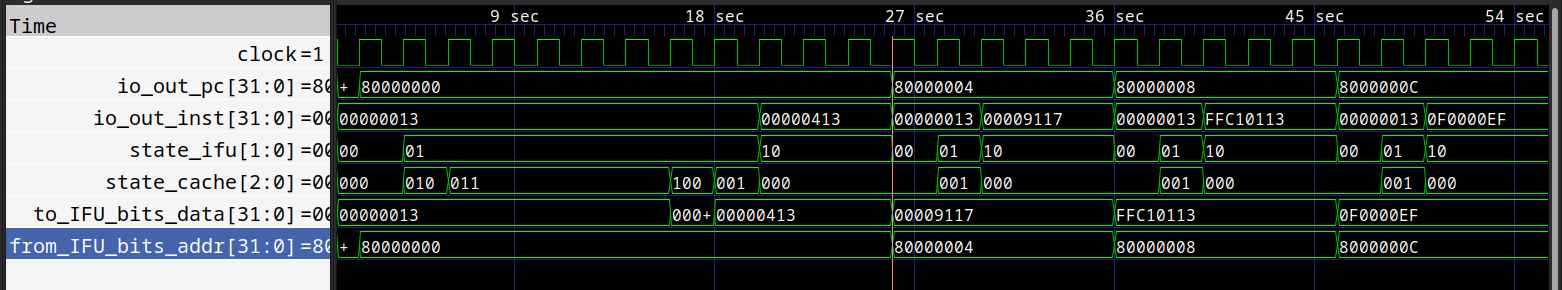 9 sec 18 sec 27 sec 36 sec 45 sec 54 sec
Time
clock=1
io_out_pc[31:0]=80 + 80000000 80000004 80000008 8000000C
io_out_inst[31:0]=00 00000013 00000413 00000013 00009117 00000013 FFC10113 00000013 0F0000EF
state_ifu[1:0]=00 00 01 10 00 01 10 00 01 10 00 01 10
state_cache[2:0]=00 000 010 011 100 001 000 001 000 001 000 001 000
to_IFU_bits_data[31:0]=00 00000013 000+ 00000413 00009117 FFC10113 0F0000EF
from_IFU_bits_addr[31:0]=80 + 80000000 80000004 80000008 8000000C